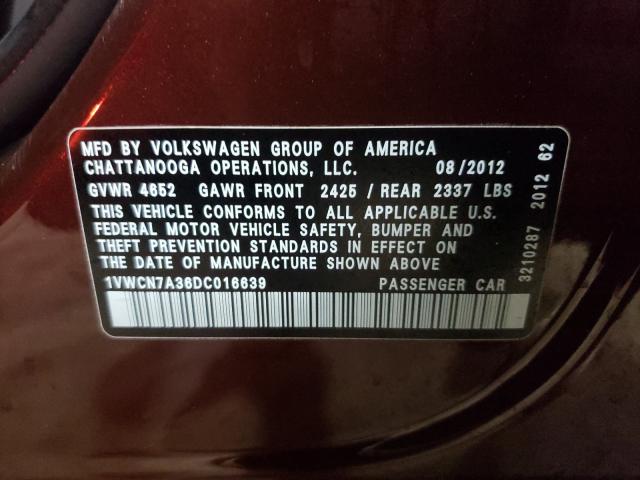 MFD BY VOLKSWAGEN GROUP OF AMERICA
CHATTANOOGA OPERATIONS, LLC. 08/2012
GVWR 4652 GAWR FRONT 2425 / REAR 2337 LBS
THIS VEHICLE CONFORMS TO ALL APPLICABLE U.S.
FEDERAL MOTOR VEHICLE SAFETY, BUMPER AND
THEFT PREVENTION STANDARDS IN EFFECT ON
THE DATE OF MANUFACTURE SHOWN ABOVE
1VWCN7A36DC016639 PASSENGER CAR
3210287 2012 62